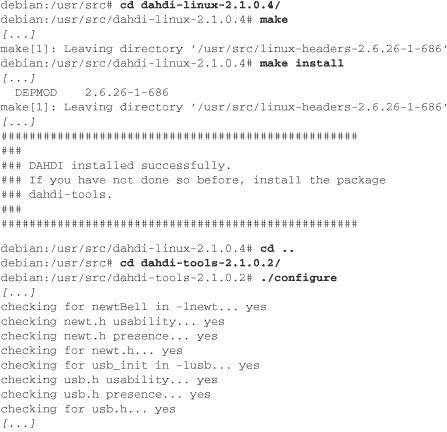 debian:/usr/src# cd dahdi-linux-2.1.0.4/
debian:/usr/src/dahdi-linux-2.1.0.4# make
[...]
make[1]: Leaving directory ‘/usr/src/linux-headers-2.6.26-1-686’
debian:/usr/src/dahdi-linux-2.1.0.4# make install
[...]
DEPMOD 2.6.26-1-686
make[1]: Leaving directory ‘/usr/src/linux-headers-2.6.26-1-686’
[...]
###################################################
###
### DAHDI installed successfully.
### If you have not done so before, install the package
### dahdi-tools.
###
###################################################
debian:/usr/src/dahdi-linux-2.1.0.4# cd ..
debian:/usr/src# cd dahdi-tools-2.1.0.2/
debian:/usr/src/dahdi-tools-2.1.0.2# ./configure
[...]
checking for newtBell in -lnewt... yes
checking newt.h usability... yes
checking newt.h presence... yes
checking for newt.h... yes
checking for usb_init in -lusb... yes
checking usb.h usability... yes
checking usb.h presence... yes
checking for usb.h... yes
[...]